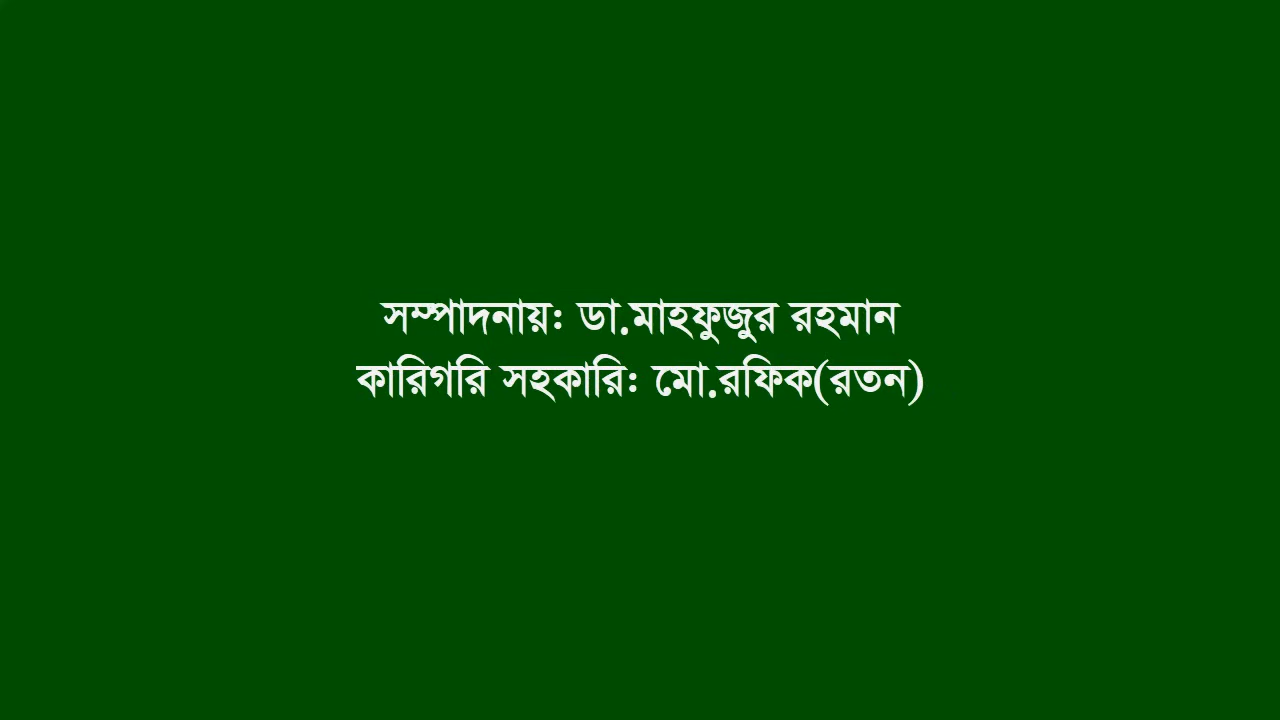 সম্পাদনায়: ডা.মাহফুজুর রহমান
কারিগরি সহকারি: মো.রফিক(রতন)